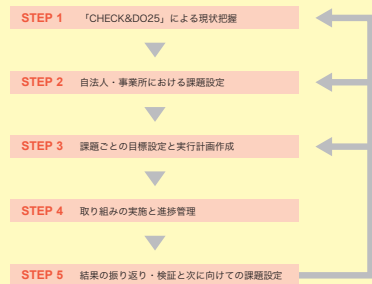 STEP 1 「CHECK&DO25」による現状把握
STEP 2 自法人・事業所における課題設定
STEP 3 課題ごとの目標設定と実行計画作成
STEP 4 取り組みの実施と進捗管理
STEP 5 結果の振り返り・検証と次に向けての課題設定